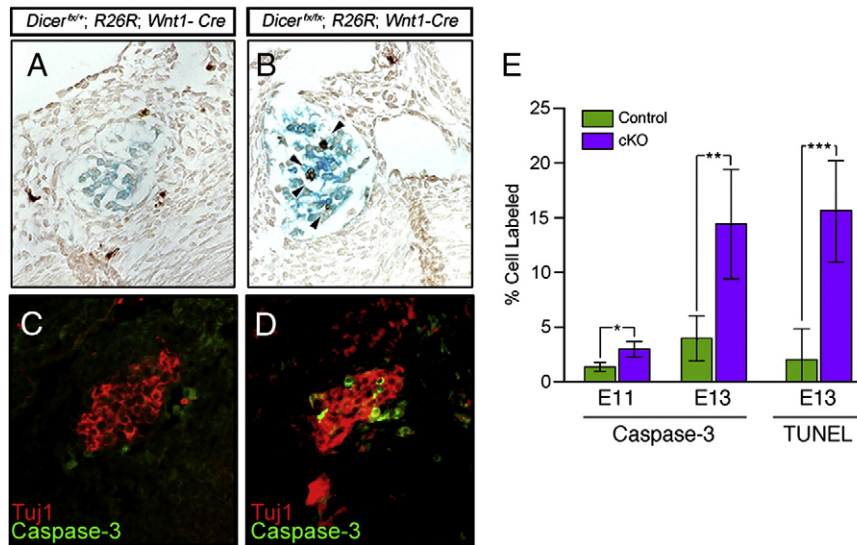 Dicer fx/+; R26R; Wnt1- Cre
Dicer fx/fx; R26R; Wnt1-Cre
A
B
C
Tuj1
Caspase-3
D
Tuj1
Caspase-3
E
Control
cKO
% Cell Labeled
25
20
15
10
5
0
*
**
***
E11
E13
E13
Caspase-3
TUNEL